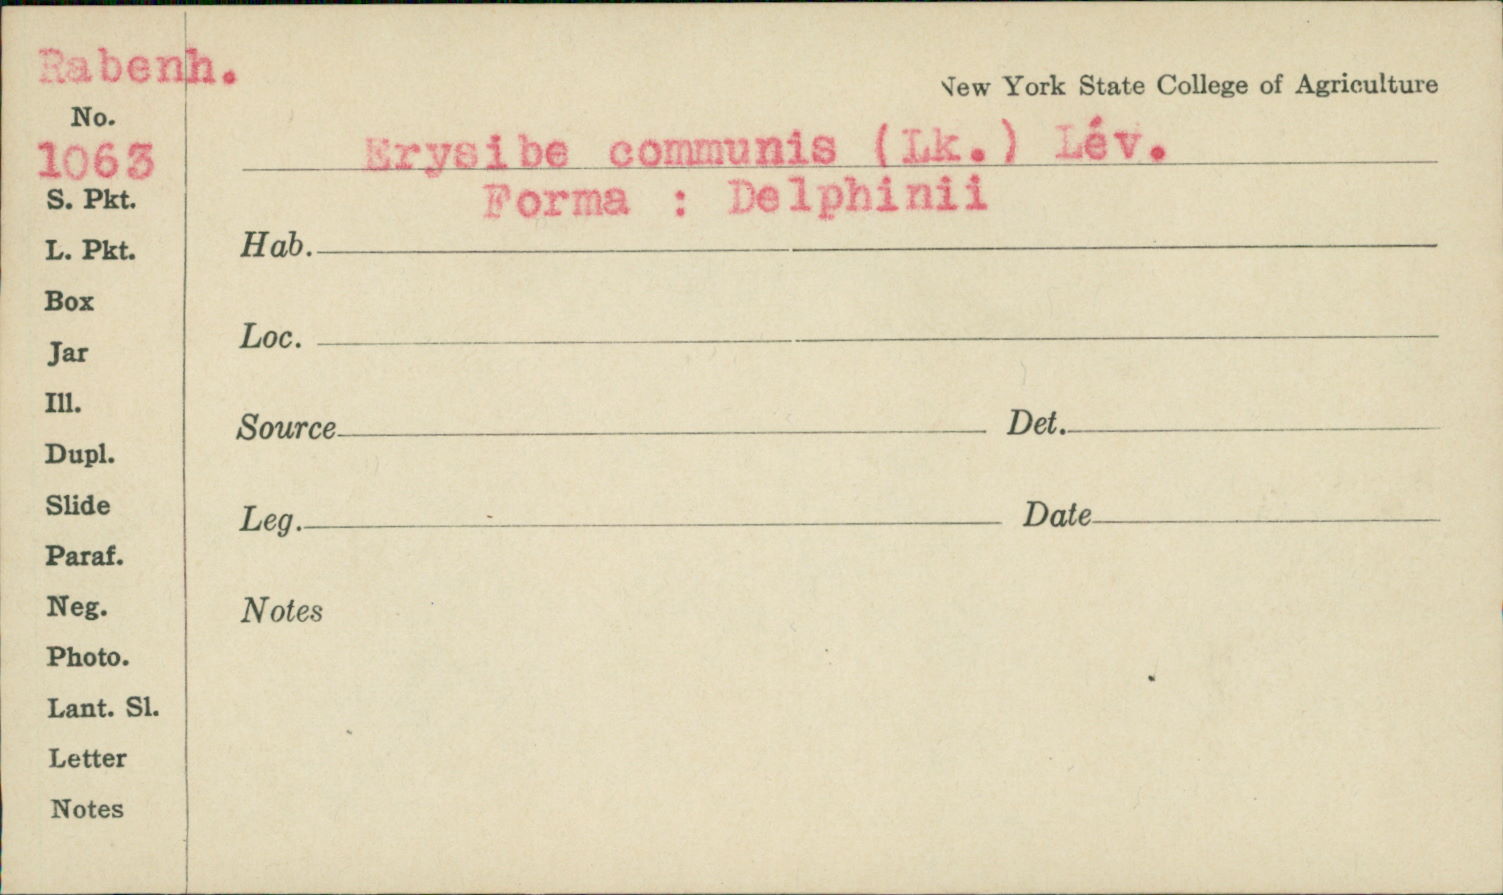 Rabenh.
New York State College of Agriculture
No.
1063
Erysibe communis (Lk.) Lév.
Forma : Delphinii
S. Pkt.
L. Pkt.
Hab.
Box
Loc.
Jar
Ill.
Source Det.
Dupl.
Slide
Leg. Date
Paraf.
Neg.
Notes
Photo.
Lant. Sl.
Letter
Notes